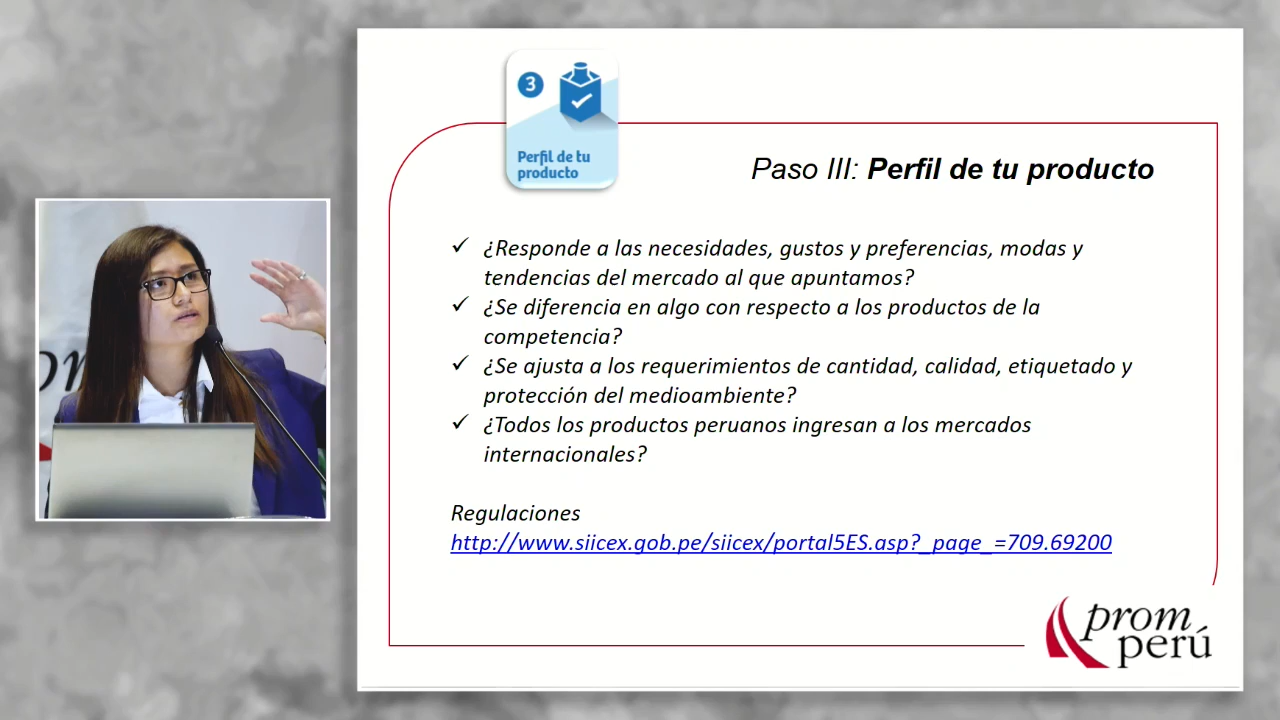 3
Perfil de tu
producto
Paso III: Perfil de tu producto
✓ ¿Responde a las necesidades, gustos y preferencias, modas y
tendencias del mercado al que apuntamos?
✓ ¿Se diferencia en algo con respecto a los productos de la
competencia?
✓ ¿Se ajusta a los requerimientos de cantidad, calidad, etiquetado y
protección del medioambiente?
✓ ¿Todos los productos peruanos ingresan a los mercados
internacionales?
Regulaciones
http://www.siicex.gob.pe/siicex/portal5ES.asp?_page_=709.69200
prom
perú